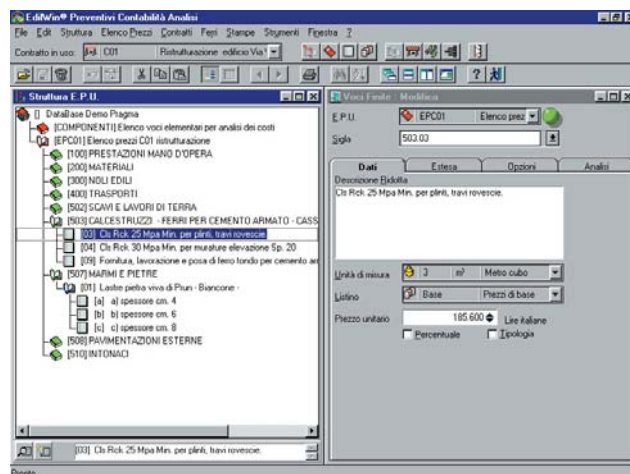 EdilWin® Preventivi Contabilità Analisi
File Edit Struttura Elenco Prezzi Contratti Fegi Stampe Strumenti Finestra ?
Contratto in uso: C01 Ristrutturazione edificio Via
Struttura E.P.U.
DataBase Demo Pragma
[COMPONENTI] Elenco voci elementari per analisi dei costi
[EPC01] Elenco prezzi C01 ristrutturazione
[100] PRESTAZIONI MANO D'OPERA
[200] MATERIALI
[300] NOLI EDILI
[400] TRASPORTI
[502] SCAVI E LAVORI DI TERRA
[503] CALCESTRUZZI - FERRI PER CEMENTO ARMATO - CASS
[03] Cls Rck 25 Mpa Min. per plinti, travi rovescie.
[04] Cls Rck 30 Mpa Min. per murature elevazione Sp. 20
[09] Fornitura, lavorazione e posa di ferro tondo per cemento ar
[507] MARMI E PIETRE
[01] Lastre pietra viva di Prun - Biancone -
[a] a) spessore cm. 4
[b] b) spessore cm. 6
[c] c) spessore cm. 8
[508] PAVIMENTAZIONI ESTERNE
[510] INTONACI
[03] Cls Rck 25 Mpa Min. per plinti, travi rovescie.
Pronto
Voci Finite : Modifica
E.P.U. EPC01 Elenco prez
Sigla 503.03
Dati Estesa Opzioni Analisi
Descrizione Ridotta
Cls Rck 25 Mpa Min. per plinti, travi rovescie.
Unità di misura 3 m³ Metro cubo
Listino Base Prezzi di base
Prezzo unitario 185.600 Lire italiane
Percentuale Tipologia